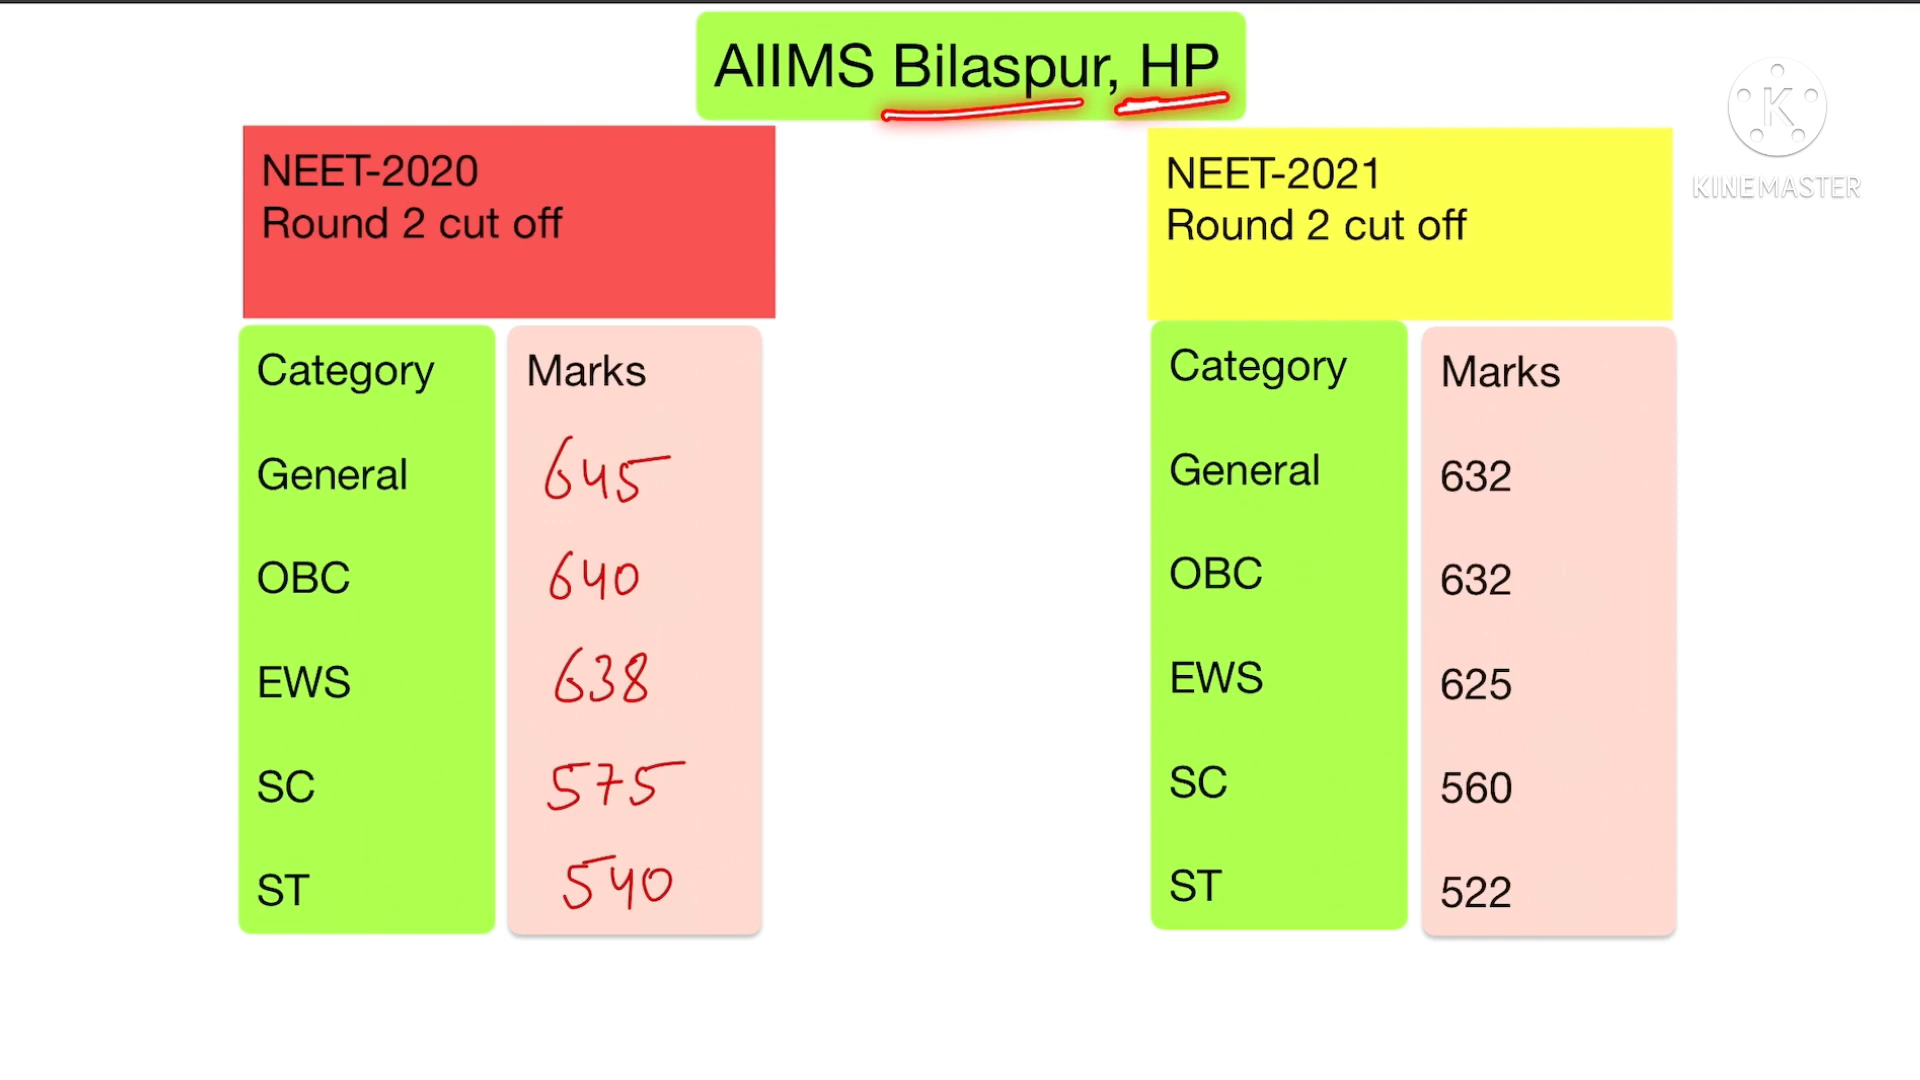 AIIMS Bilaspur, HP
K
KINEMASTER
NEET-2020
Round 2 cut off
Category Marks
General 645
OBC 640
EWS 638
SC 575
ST 540
NEET-2021
Round 2 cut off
Category Marks
General 632
OBC 632
EWS 625
SC 560
ST 522